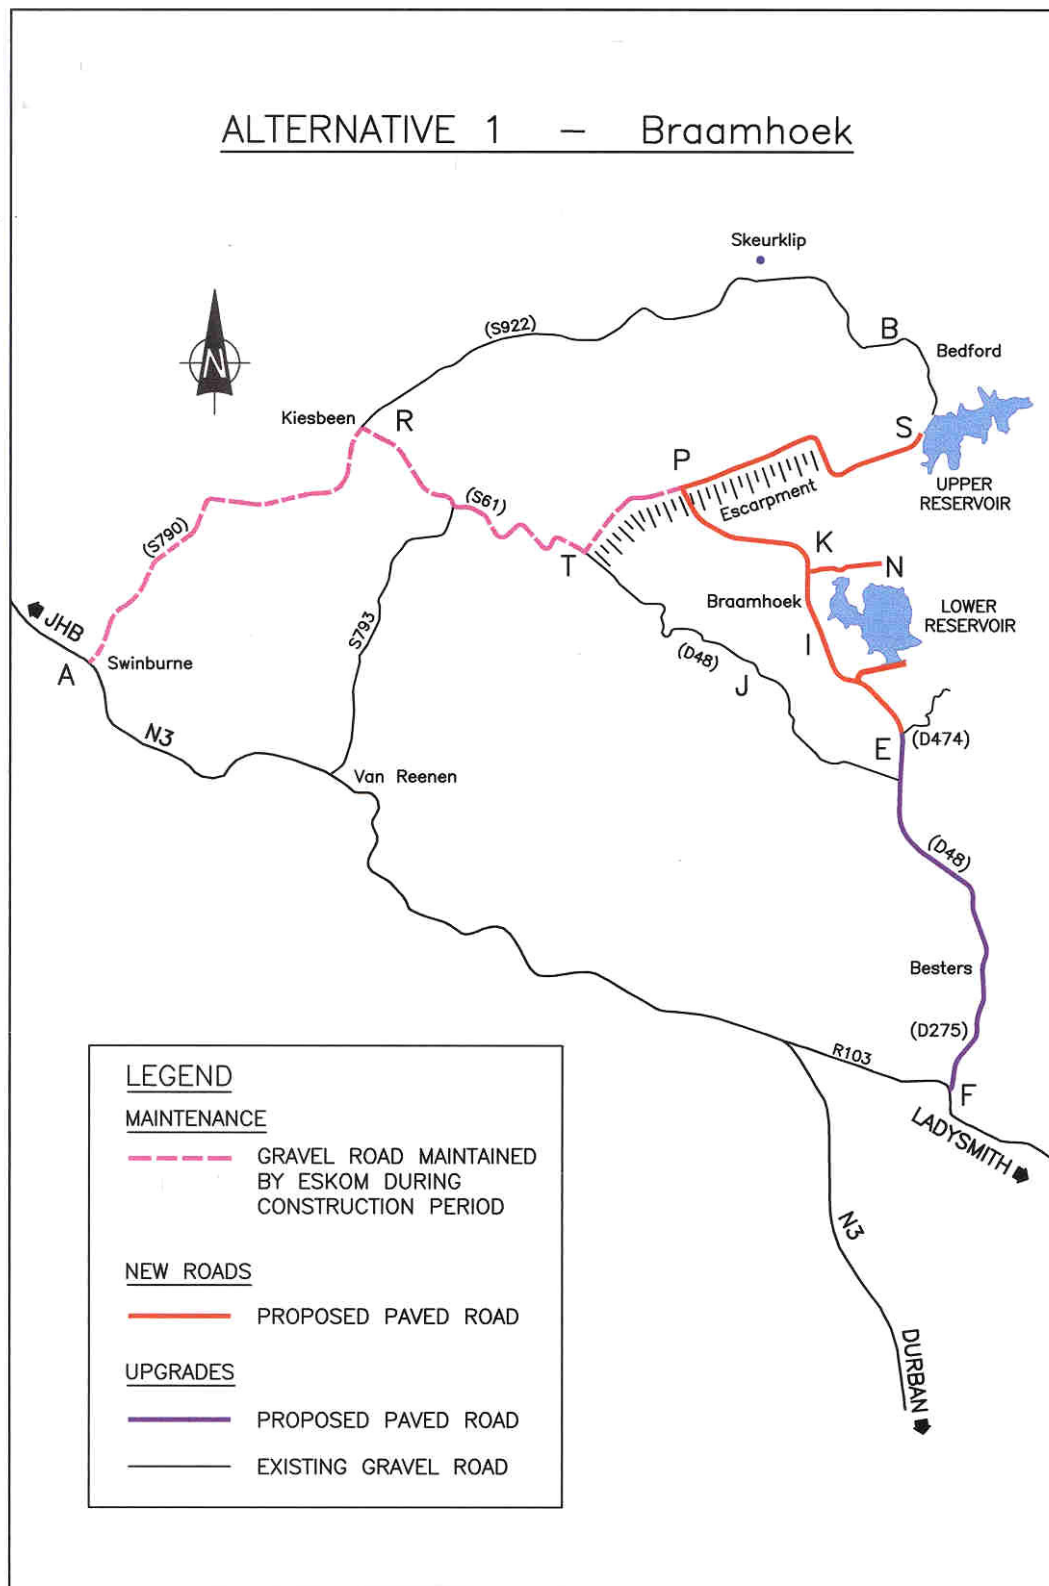 ALTERNATIVE 1 – Braamhoek
Skeurklip
(S922)
B
Bedford
Kiesbeen
R
S
P
UPPER
RESERVOIR
Escarpment
(S61)
(S790)
T
K
N
Braamhoek
LOWER
RESERVOIR
N
JHB
S793
I
A
Swinburne
(D48)
J
N3
E
(D474)
Van Reenen
(D48)
Besters
(D275)
R103
F
LADYSMITH
N3
DURBAN
LEGEND
MAINTENANCE
GRAVEL ROAD MAINTAINED
BY ESKOM DURING
CONSTRUCTION PERIOD
NEW ROADS
PROPOSED PAVED ROAD
UPGRADES
PROPOSED PAVED ROAD
EXISTING GRAVEL ROAD